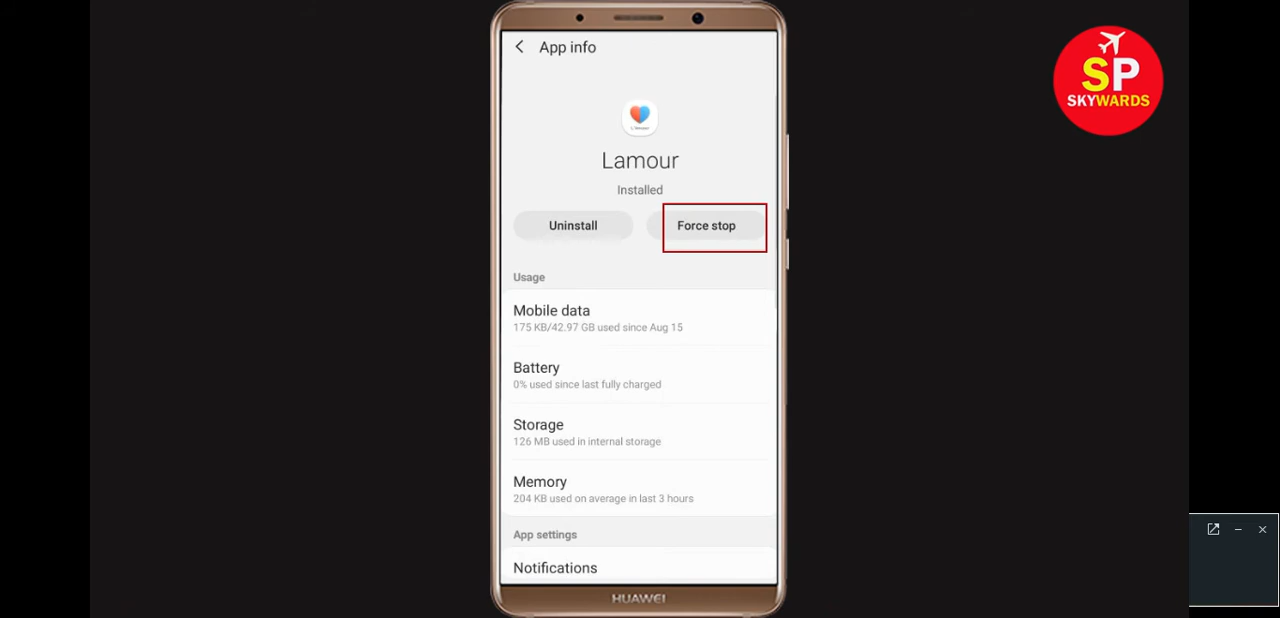 App info
SP
SKYWARDS
L'amour
Lamour
Installed
Uninstall
Force stop
Usage
Mobile data
175 KB/42.97 GB used since Aug 15
Battery
0% used since last fully charged
Storage
126 MB used in internal storage
Memory
204 KB used on average in last 3 hours
App settings
Notifications
HUAWEI